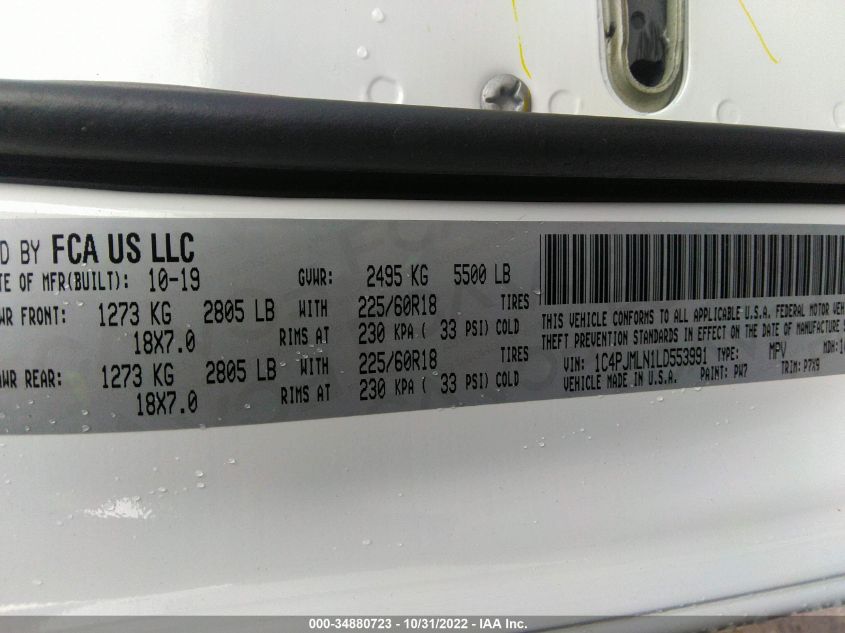 D BY FCA US LLC
TE OF MFR(BUILT): 10-19 GVWR: 2495 KG 5500 LB
WR FRONT: 1273 KG 2805 LB WITH 225/60R18 TIRES
18X7.0 RIMS AT 230 KPA ( 33 PSI) COLD
AWR REAR: 1273 KG 2805 LB WITH 225/60R18 TIRES
18X7.0 RIMS AT 230 KPA ( 33 PSI) COLD
THIS VEHICLE CONFORMS TO ALL APPLICABLE U.S.A. FEDERAL MOTOR VEH
THEFT PREVENTION STANDARDS IN EFFECT ON THE DATE OF MANUFACTURE S
VIN: 1C4PJMLN1LD553991 TYPE: MPV MDH:
VEHICLE MADE IN U.S.A. PAINT: PW7 TRIM: P7X9
000-34880723 - 10/31/2022 - IAA Inc.